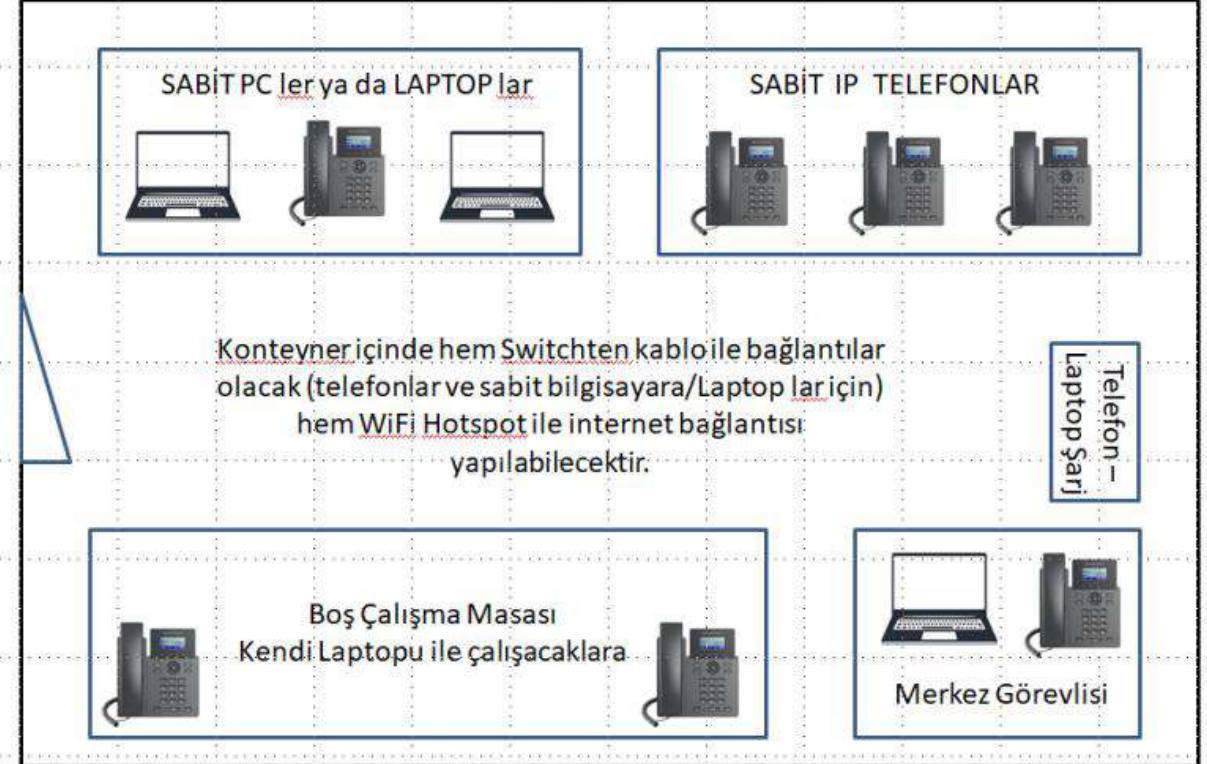 SABİT PC ler ya da LAPTOP lar
SABİT IP TELEFONLAR
Konteyner içinde hem Switchten kablo ile bağlantılar
olacak (telefonlar ve sabit bilgisayara/Laptop lar için)
hem WiFi Hotspot ile internet bağlantısı
yapılabilecektir.
Telefon –
Laptop Şarj
Boş Çalışma Masası
Kendi Laptopu ile çalışacaklara
Merkez Görevlisi